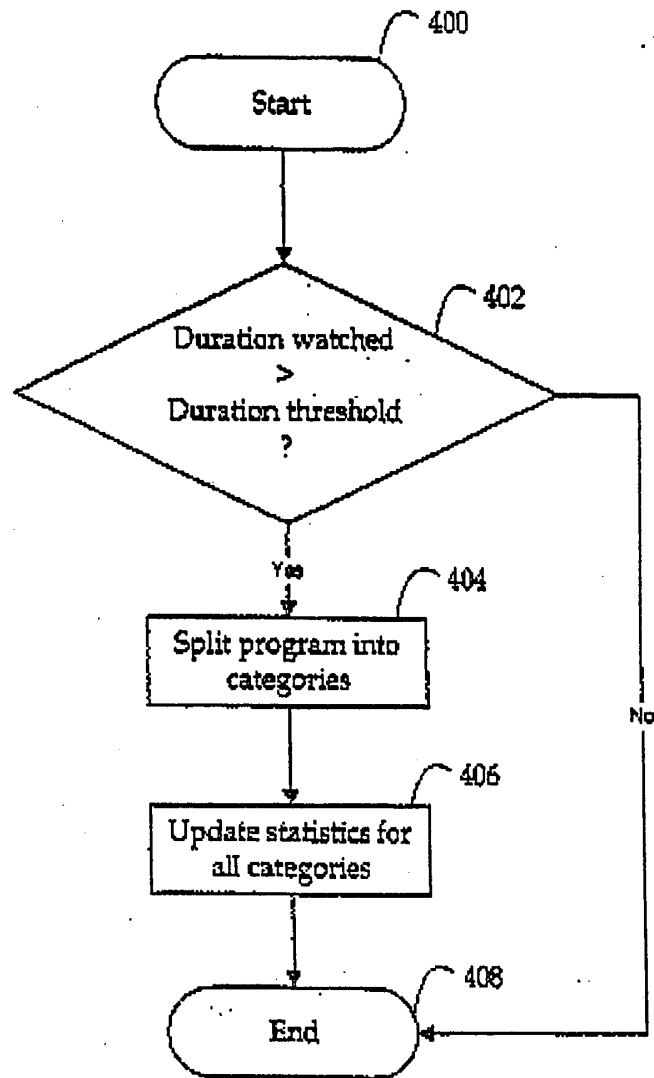 400
Start
402
Duration watched
>
Duration threshold
?
Yes
404
Split program into
categories
No
406
Update statistics for
all categories
408
End